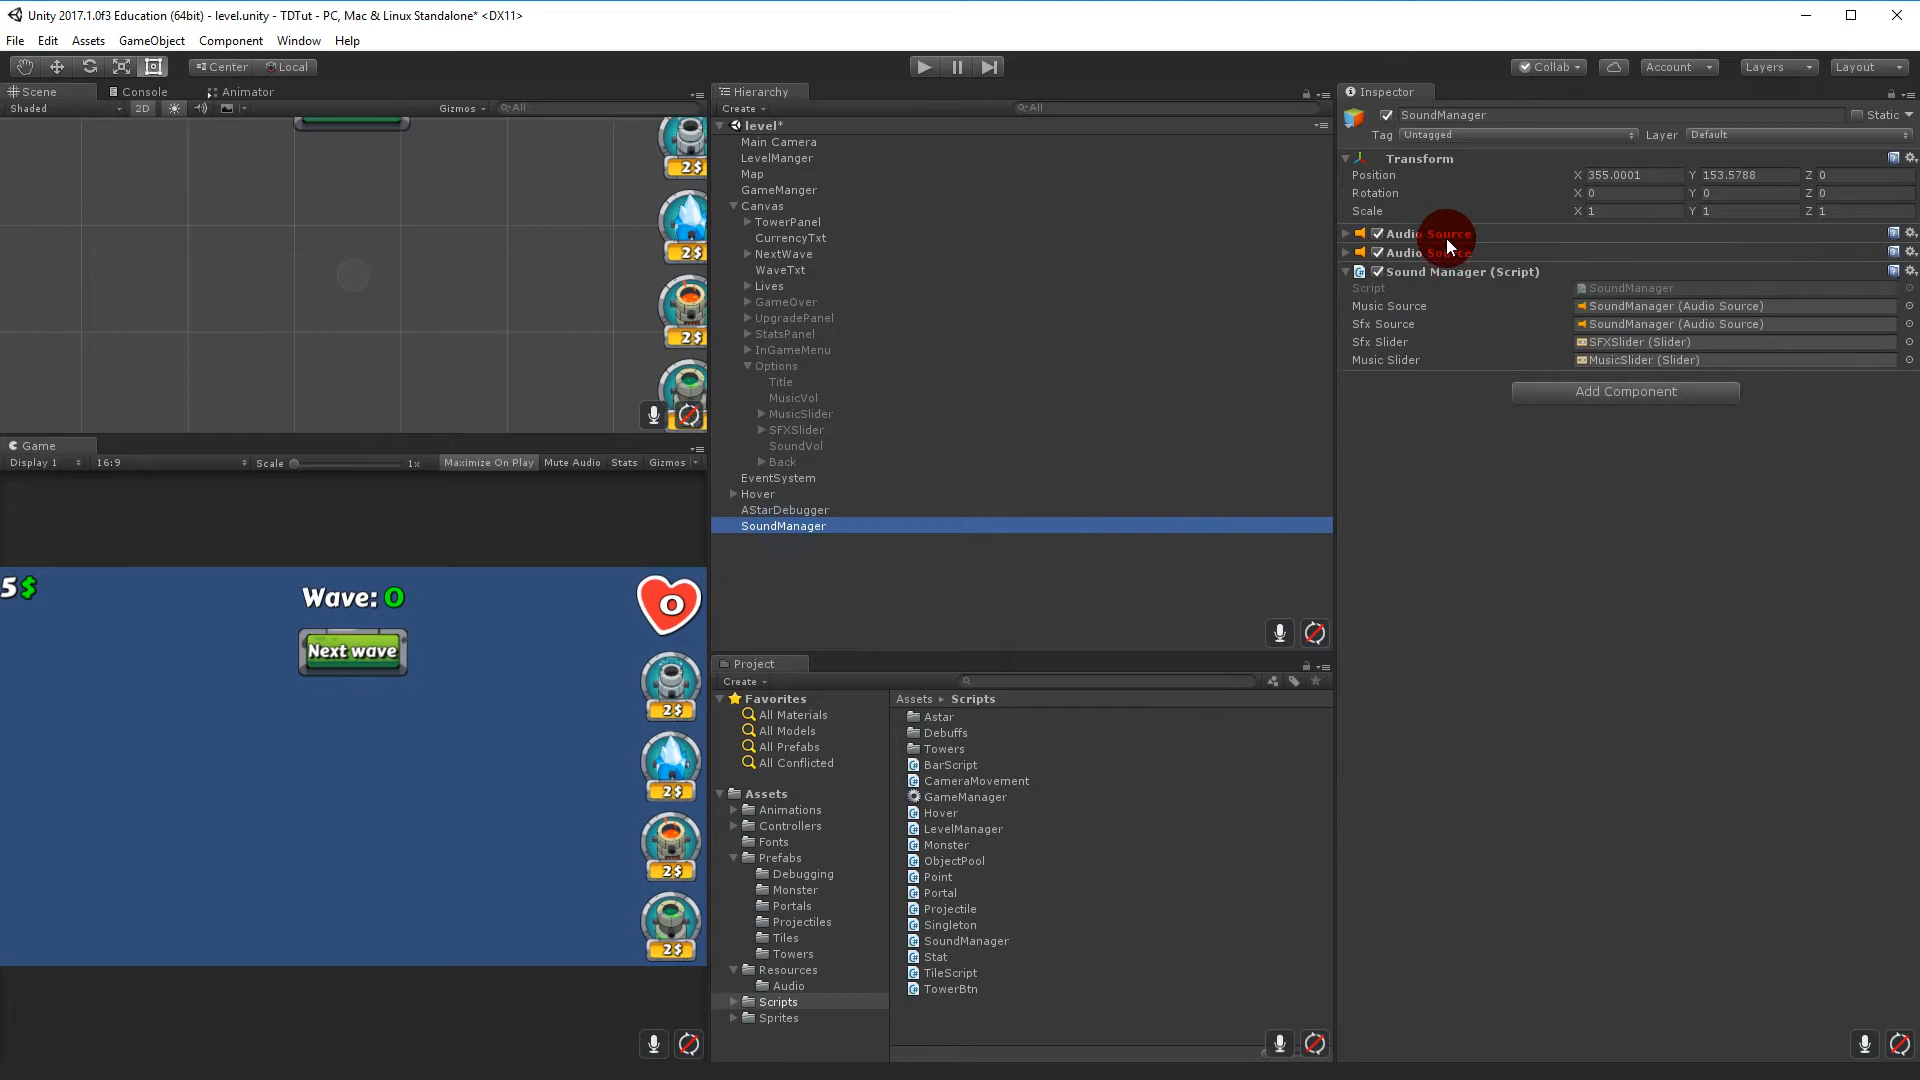 Unity 2017.1.0f3 Education (64bit) - level.unity - TDTut - PC, Mac & Linux Standalone* <DX11>
File Edit Assets GameObject Component Window Help
Center Local Collab Account Layers Layout
Scene Console Animator
Shaded 2D Gizmos All
5$
Wave: 0
0
Next wave
2$
2$
2$
2$
2$
2$
2$
Game
Display 1 16:9 Scale 1x Maximize On Play Mute Audio Stats Gizmos
Hierarchy
Create All
level*
Main Camera
LevelManger
Map
GameManger
Canvas
TowerPanel
CurrencyTxt
NextWave
WaveTxt
Lives
GameOver
UpgradePanel
StatsPanel
InGameMenu
Options
Title
MusicVol
MusicSlider
SFXSlider
SoundVol
Back
EventSystem
Hover
AStarDebugger
SoundManager
Project
Create
Favorites
All Materials
All Models
All Prefabs
All Conflicted
Assets
Animations
Controllers
Fonts
Prefabs
Debugging
Monster
Portals
Projectiles
Tiles
Towers
Resources
Audio
Scripts
Sprites
Assets Scripts
Astar
Debuffs
Towers
BarScript
CameraMovement
GameManager
Hover
LevelManager
Monster
ObjectPool
Point
Portal
Projectile
Singleton
SoundManager
Stat
TileScript
TowerBtn
Inspector
SoundManager Static
Tag Untagged Layer Default
Transform
Position X 355.0001 Y 153.5788 Z 0
Rotation X 0 Y 0 Z 0
Scale X 1 Y 1 Z 1
Audio Source
Audio Source
Sound Manager (Script)
Script SoundManager
Music Source SoundManager (Audio Source)
Sfx Source SoundManager (Audio Source)
Sfx Slider SFXSlider (Slider)
Music Slider MusicSlider (Slider)
Add Component